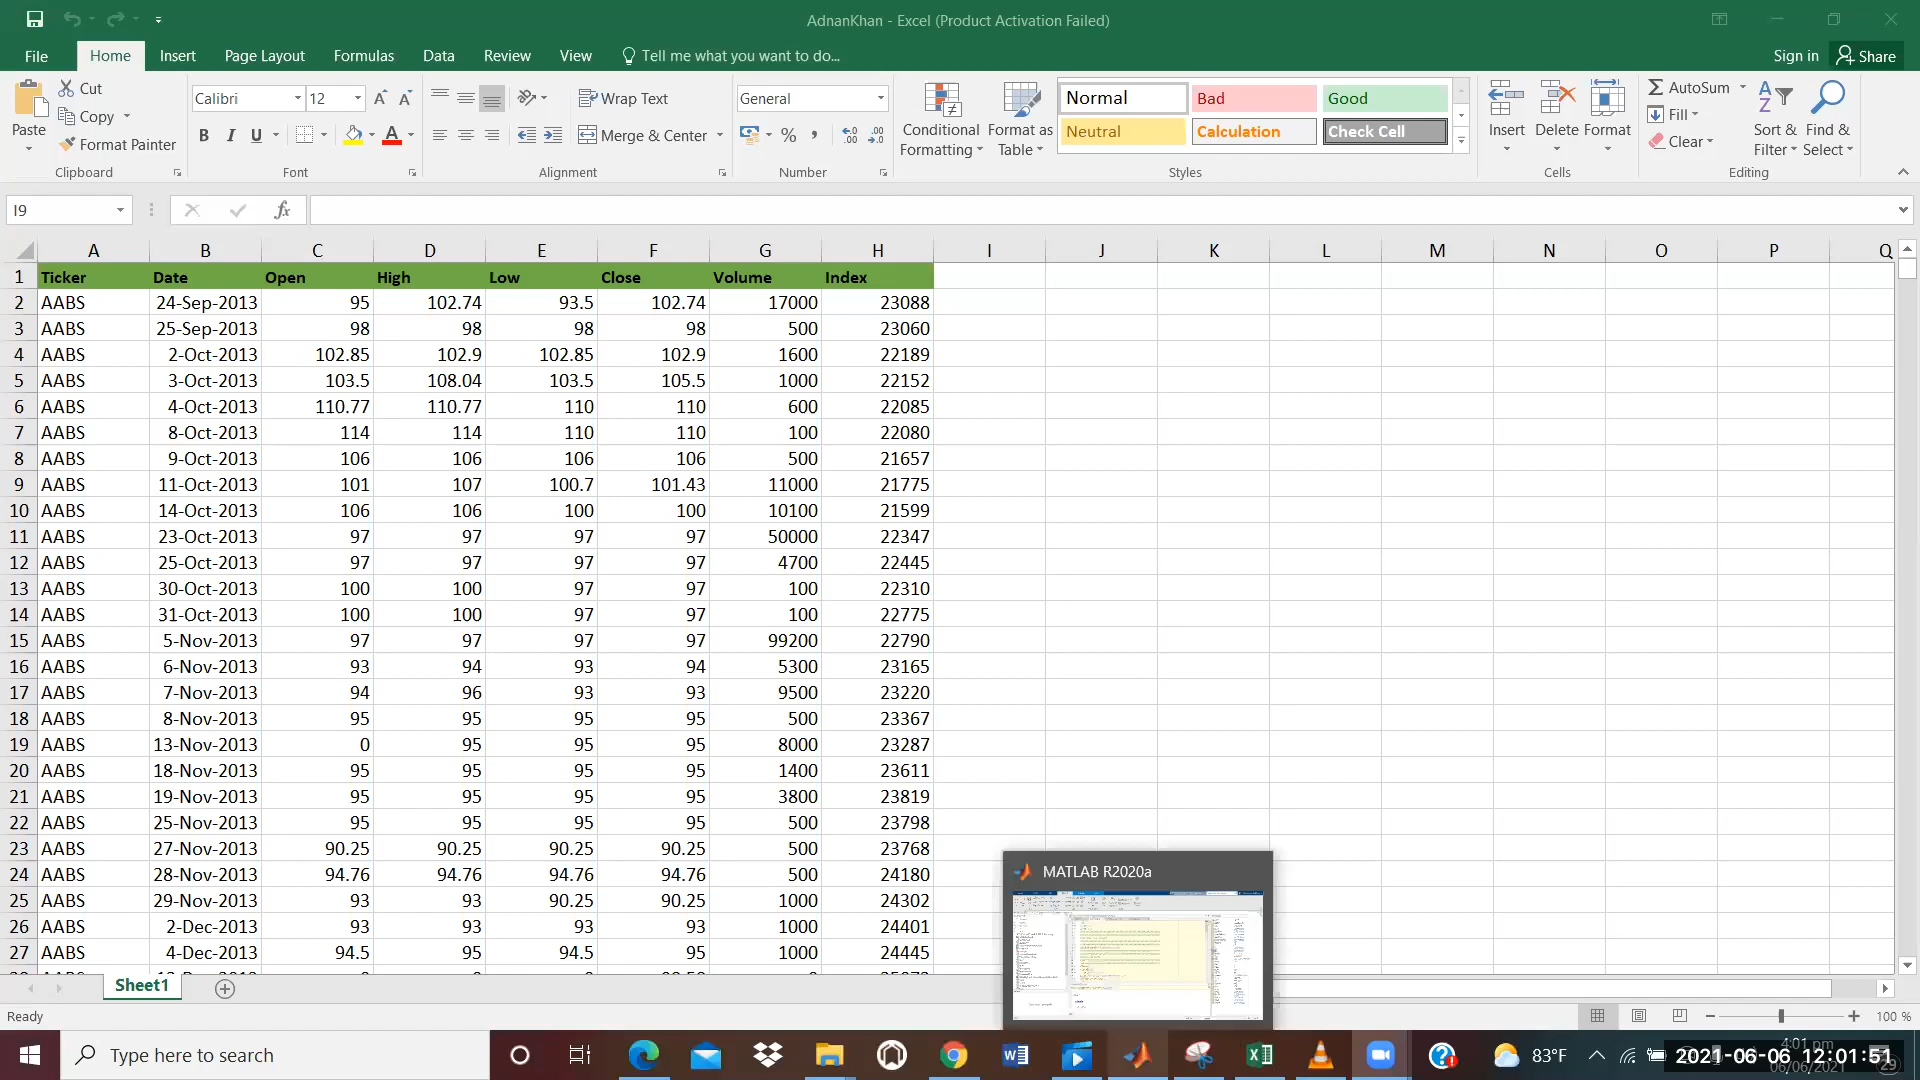 AdnanKhan - Excel (Product Activation Failed)
File Home Insert Page Layout Formulas Data Review View Tell me what you want to do... Sign in Share
Paste Cut Copy Format Painter Clipboard
Calibri 12 B I U A Font
Wrap Text Merge & Center Alignment
General % , Number
Conditional Formatting Format as Table
Normal Bad Good
Neutral Calculation Check Cell
Styles
Insert Delete Format Cells
AutoSum Fill Clear Sort & Filter Find & Select Editing
I9 fx
A B C D E F G H I J K L M N O P Q
1 Ticker Date Open High Low Close Volume Index
2 AABS 24-Sep-2013 95 102.74 93.5 102.74 17000 23088
3 AABS 25-Sep-2013 98 98 98 98 500 23060
4 AABS 2-Oct-2013 102.85 102.9 102.85 102.9 1600 22189
5 AABS 3-Oct-2013 103.5 108.04 103.5 105.5 1000 22152
6 AABS 4-Oct-2013 110.77 110.77 110 110 600 22085
7 AABS 8-Oct-2013 114 114 110 110 100 22080
8 AABS 9-Oct-2013 106 106 106 106 500 21657
9 AABS 11-Oct-2013 101 107 100.7 101.43 11000 21775
10 AABS 14-Oct-2013 106 106 100 100 10100 21599
11 AABS 23-Oct-2013 97 97 97 97 50000 22347
12 AABS 25-Oct-2013 97 97 97 97 4700 22445
13 AABS 30-Oct-2013 100 100 97 97 100 22310
14 AABS 31-Oct-2013 100 100 97 97 100 22775
15 AABS 5-Nov-2013 97 97 97 97 99200 22790
16 AABS 6-Nov-2013 93 94 93 94 5300 23165
17 AABS 7-Nov-2013 94 96 93 93 9500 23220
18 AABS 8-Nov-2013 95 95 95 95 500 23367
19 AABS 13-Nov-2013 0 95 95 95 8000 23287
20 AABS 18-Nov-2013 95 95 95 95 1400 23611
21 AABS 19-Nov-2013 95 95 95 95 3800 23819
22 AABS 25-Nov-2013 95 95 95 95 500 23798
23 AABS 27-Nov-2013 90.25 90.25 90.25 90.25 500 23768
24 AABS 28-Nov-2013 94.76 94.76 94.76 94.76 500 24180
25 AABS 29-Nov-2013 93 93 90.25 90.25 1000 24302
26 AABS 2-Dec-2013 93 93 93 93 1000 24401
27 AABS 4-Dec-2013 94.5 95 94.5 95 1000 24445
MATLAB R2020a
Sheet1
Ready 100 %
Type here to search 83°F 4:01 pm
2021-06-06 12:01:51
06/06/2021